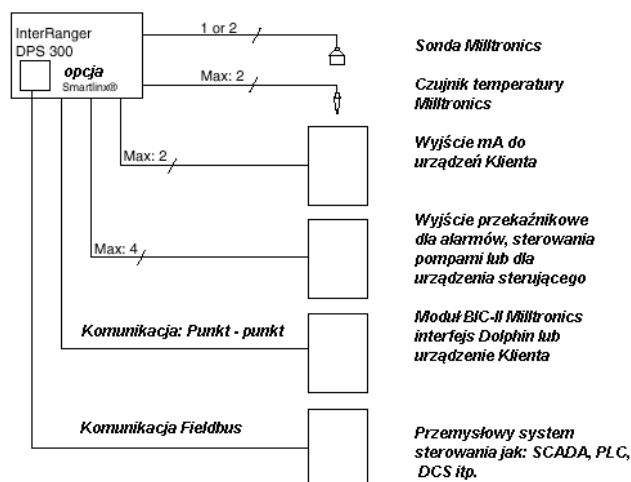 InterRanger
DPS 300
opcja
Smartlinx®
1 or 2
Sonda Milltronics
Max: 2
Czujnik temperatury
Milltronics
Max: 2
Wyjście mA do
urządzeń Klienta
Max: 4
Wyjście przekaźnikowe
dla alarmów, sterowania
pompami lub dla
urządzenia sterującego
Komunikacja: Punkt - punkt
Moduł BIC-II Milltronics
interfejs Dolphin lub
urządzenie Klienta
Komunikacja Fieldbus
Przemysłowy system
sterowania jak: SCADA, PLC,
DCS itp.